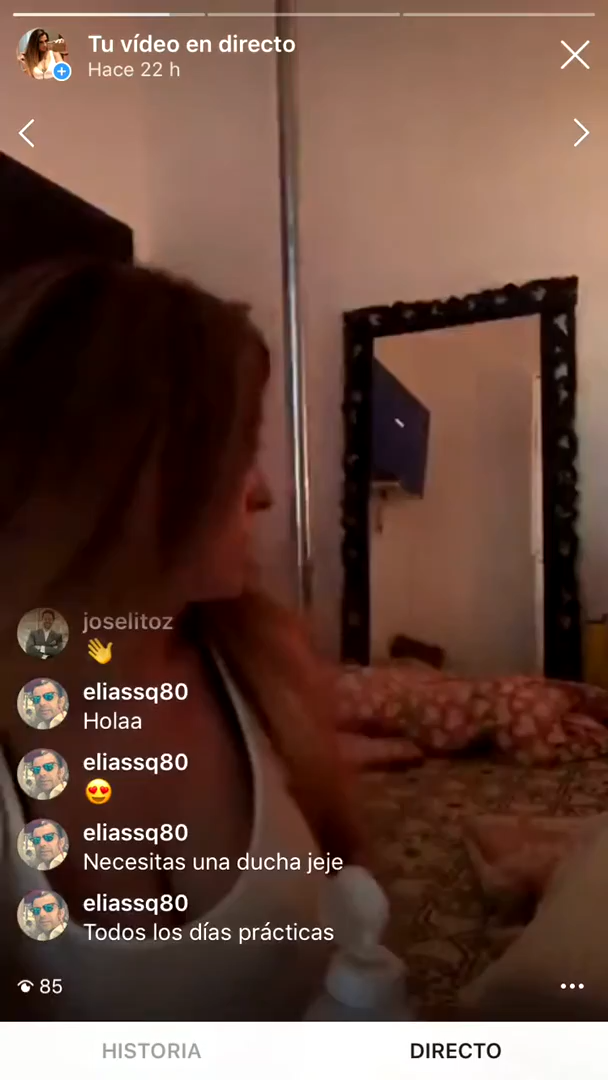 Tu vídeo en directo
Hace 22 h
joselitoz
👋
eliassq80
Holaa
eliassq80
😍
eliassq80
Necesitas una ducha jeje
eliassq80
Todos los días prácticas
85
HISTORIA
DIRECTO